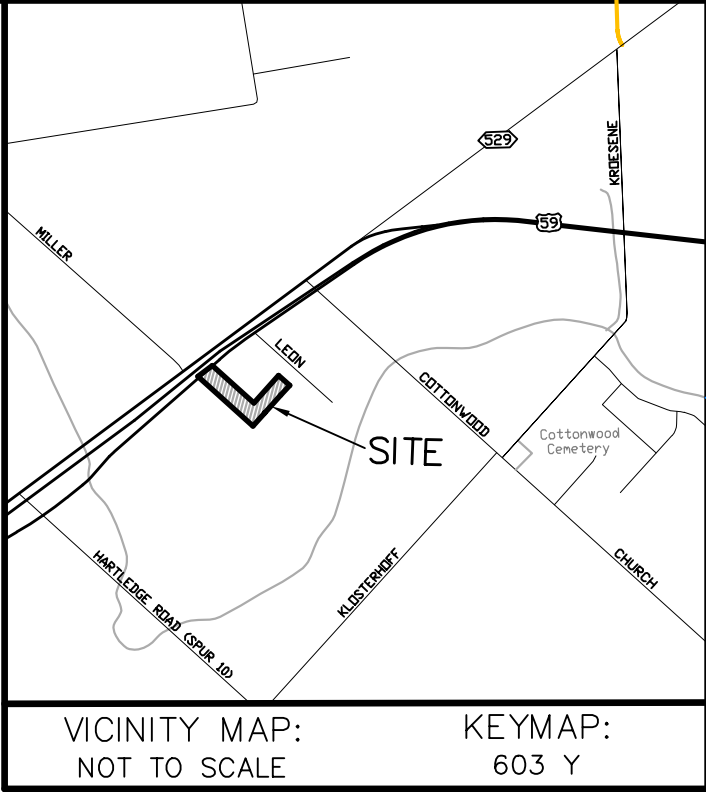 529
KROESENE
59
MILLER
LEON
COTTONWOOD
SITE
Cottonwood
Cemetery
HARTLEDGE ROAD (SPUR 10)
KLOSTERHOFF
CHURCH
VICINITY MAP:
NOT TO SCALE
KEYMAP:
603 Y